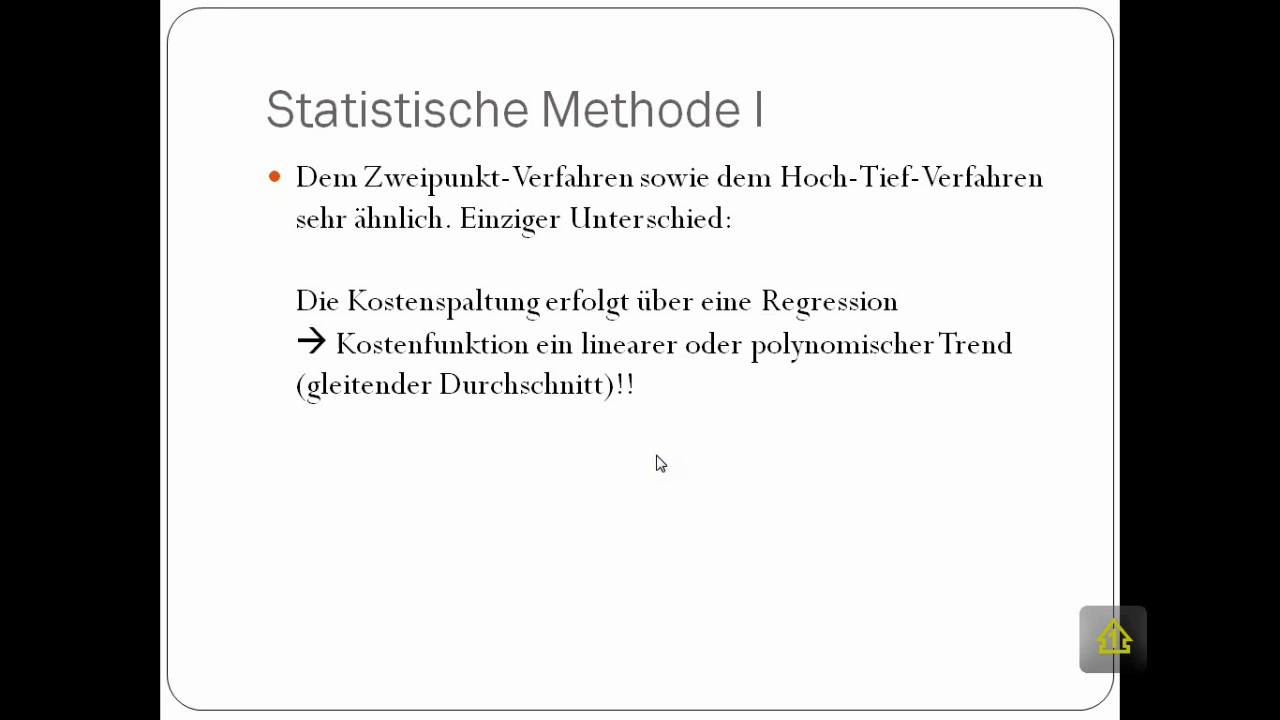 Statistische Methode I
• Dem Zweipunkt-Verfahren sowie dem Hoch-Tief-Verfahren
sehr ähnlich. Einziger Unterschied:
Die Kostenspaltung erfolgt über eine Regression
→ Kostenfunktion ein linearer oder polynomischer Trend
(gleitender Durchschnitt)!!
1